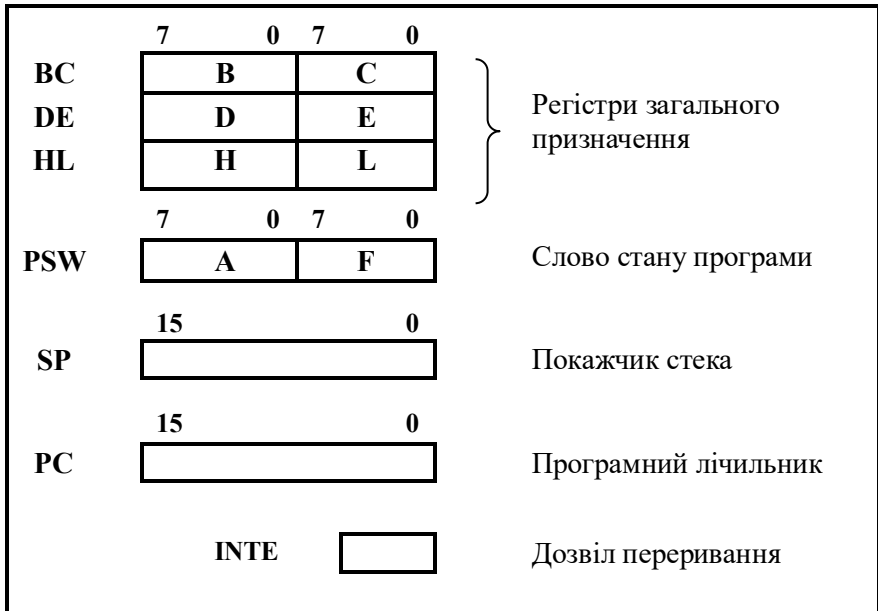 7 0 7 0
BC B C
DE D E Регістри загального
призначення
HL H L
7 0 7 0
PSW A F Слово стану програми
15 0
SP Покажчик стека
15 0
PC Програмний лічильник
INTE Дозвіл переривання